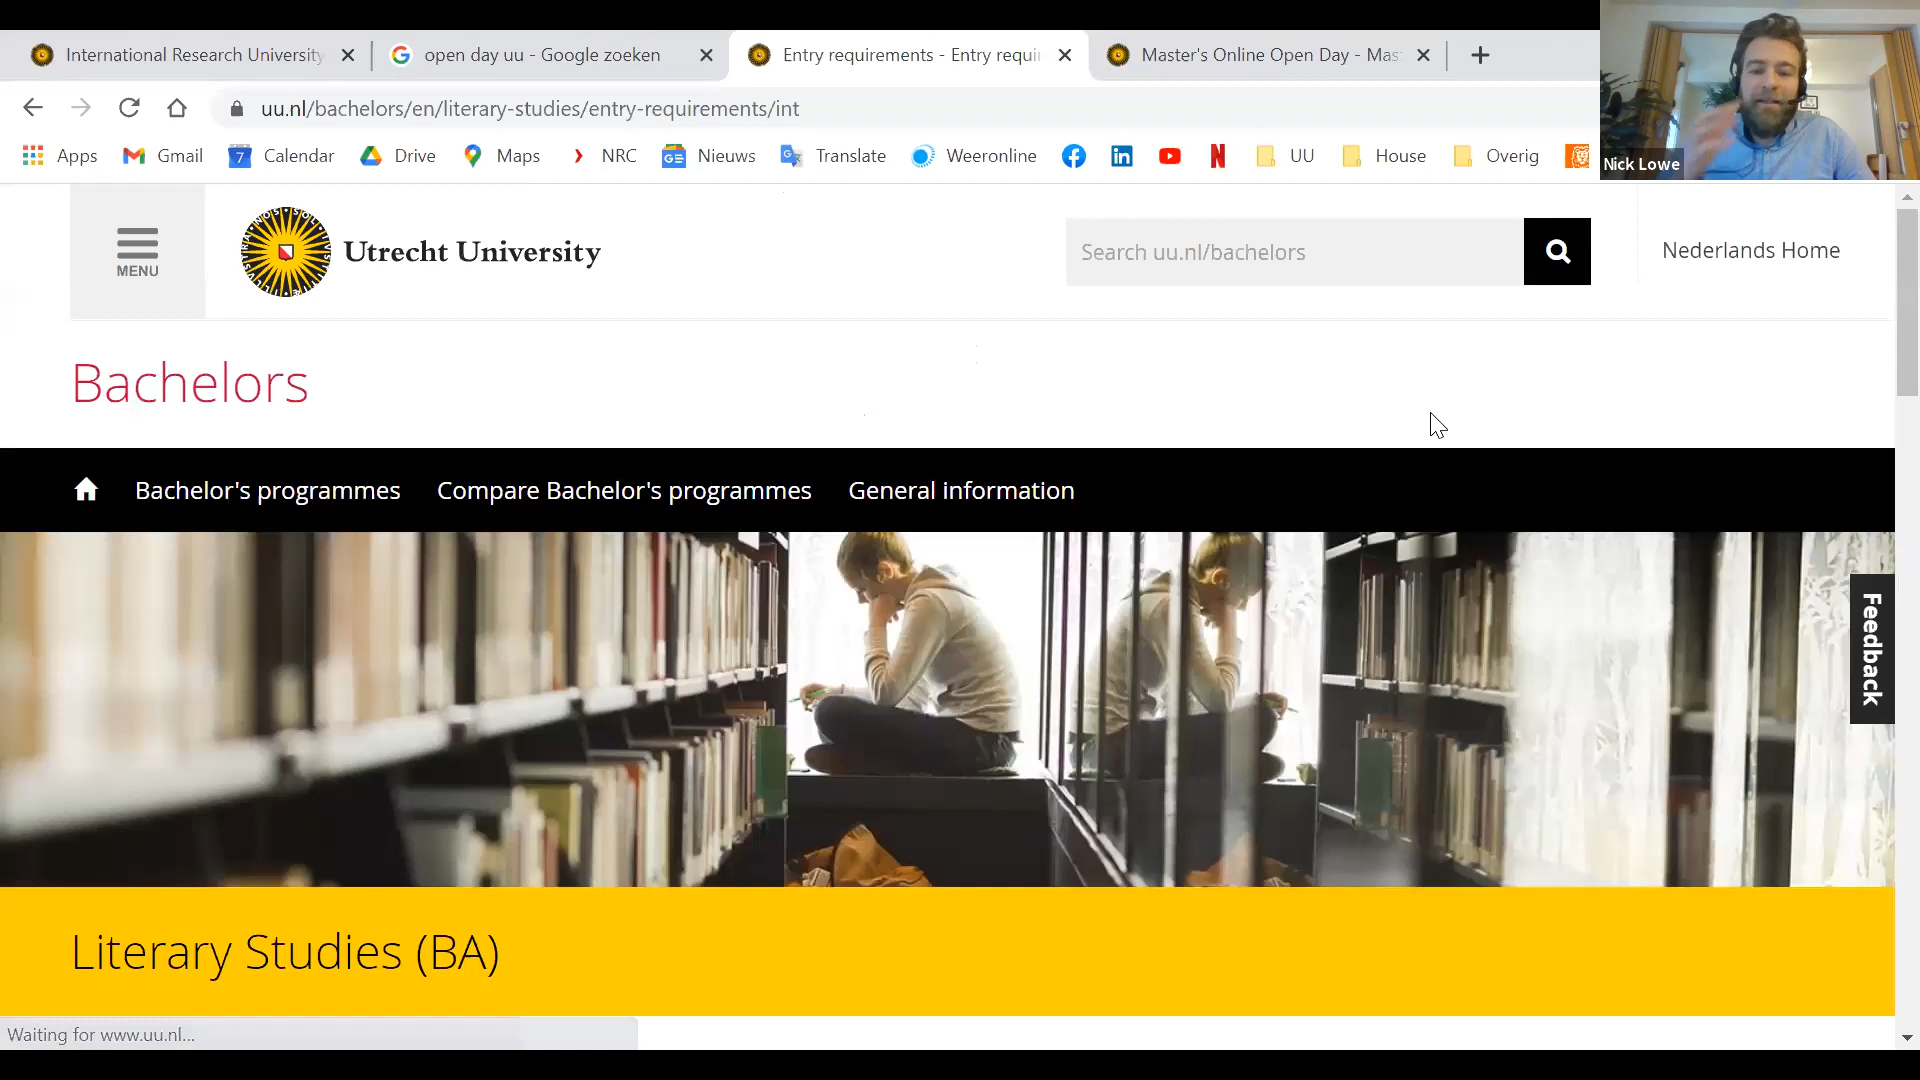 International Research University
open day uu - Google zoeken
Entry requirements - Entry requi
Master's Online Open Day - Mas
uu.nl/bachelors/en/literary-studies/entry-requirements/int
Apps
Gmail
7
Calendar
Drive
Maps
NRC
Nieuws
Translate
Weeronline
UU
House
Overig
Nick Lowe
MENU
Utrecht University
Search uu.nl/bachelors
Nederlands Home
Bachelors
Bachelor's programmes
Compare Bachelor's programmes
General information
Feedback
Literary Studies (BA)
Waiting for www.uu.nl...